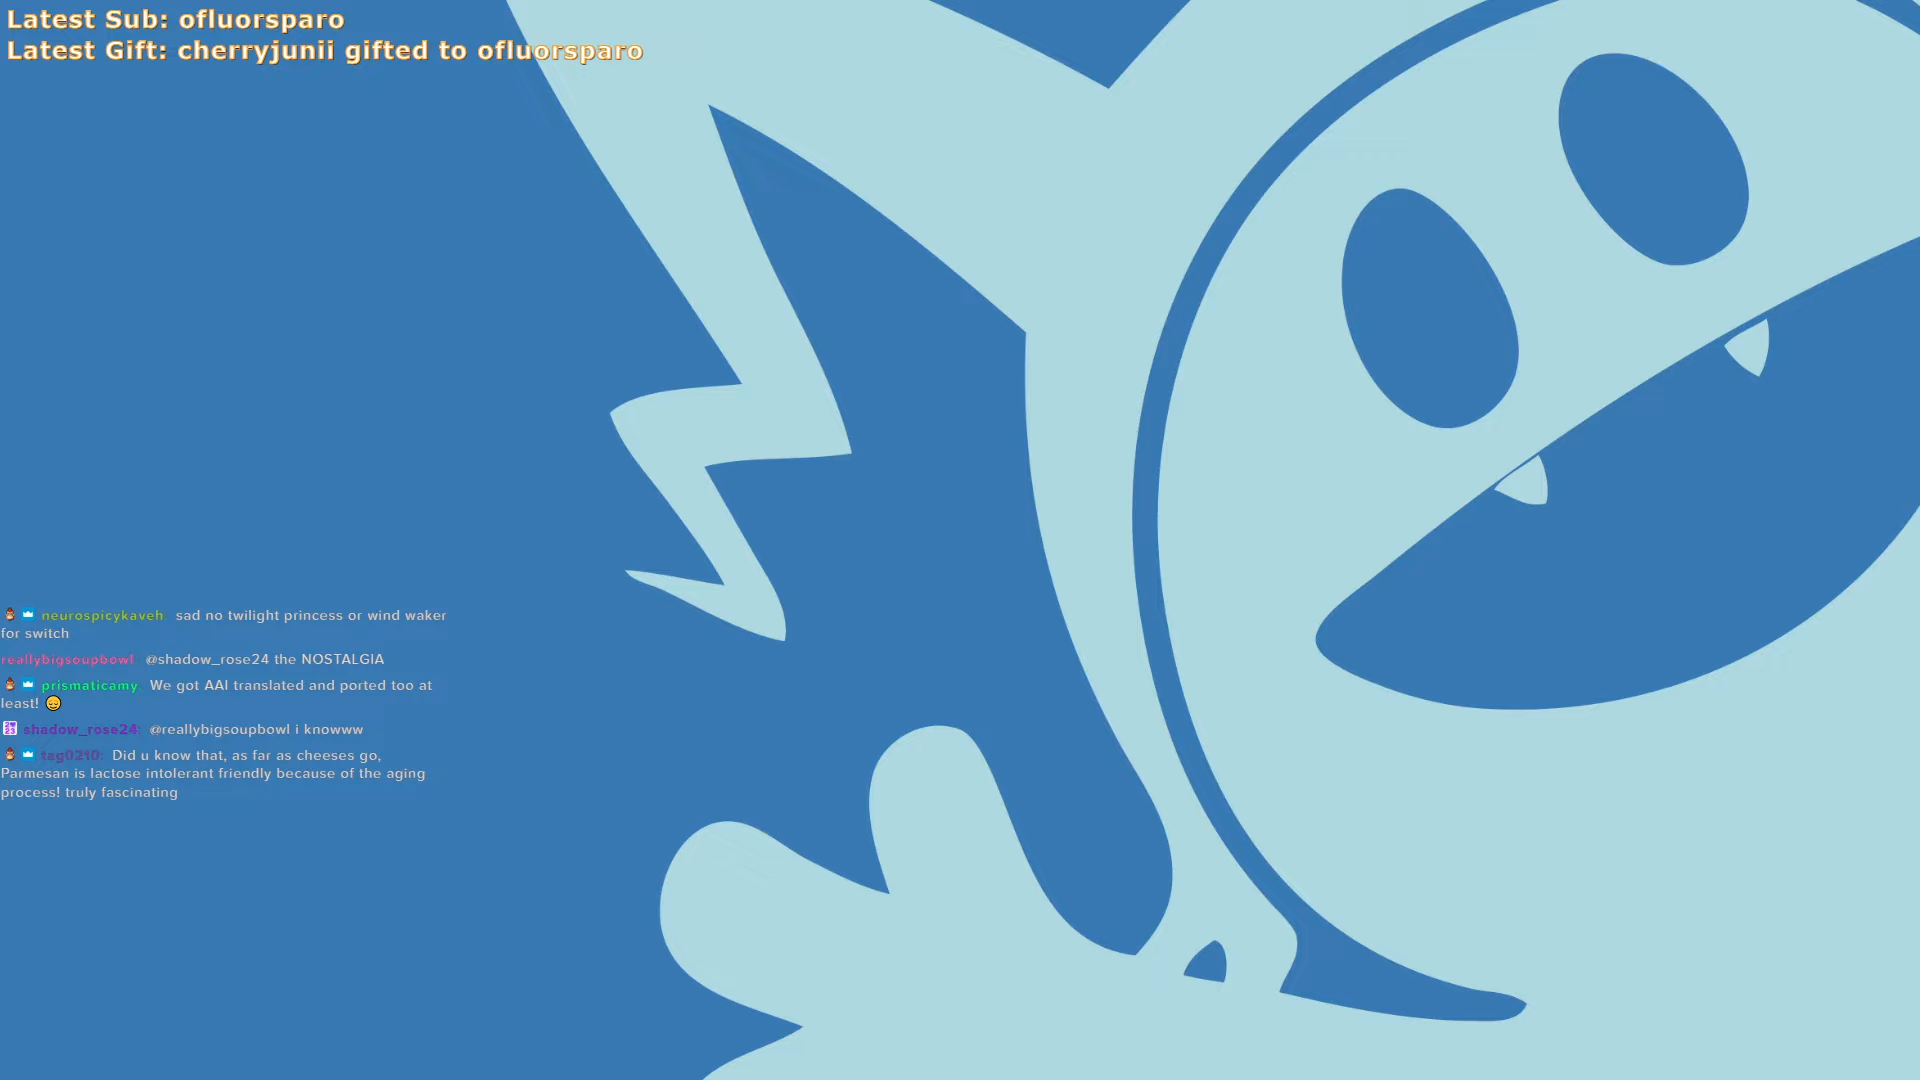 Latest Sub: ofluorsparo
Latest Gift: cherryjunii gifted to ofluorsparo
neurospicykaveh: sad no twilight princess or wind waker
for switch
reallybigsoupbowl: @shadow_rose24 the NOSTALGIA
prismaticamy: We got AAI translated and ported too at
least! 😔
shadow_rose24: @reallybigsoupbowl i knowww
tag0210: Did u know that, as far as cheeses go,
Parmesan is lactose intolerant friendly because of the aging
process! truly fascinating